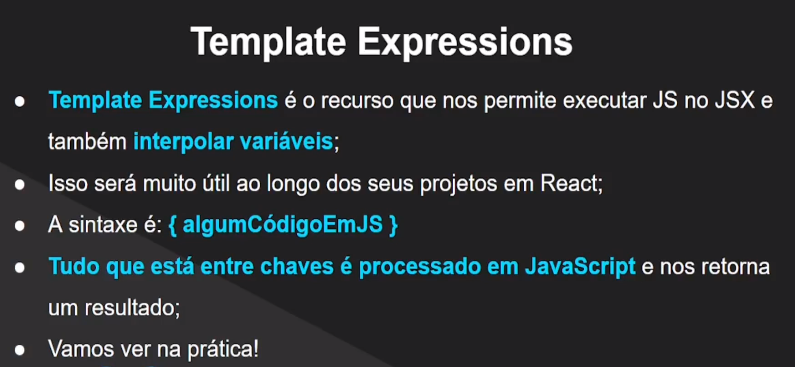 Template Expressions
● Template Expressions é o recurso que nos permite executar JS no JSX e
também interpolar variáveis;
● Isso será muito útil ao longo dos seus projetos em React;
● A sintaxe é: { algumCódigoEmJS }
● Tudo que está entre chaves é processado em JavaScript e nos retorna
um resultado;
● Vamos ver na prática!